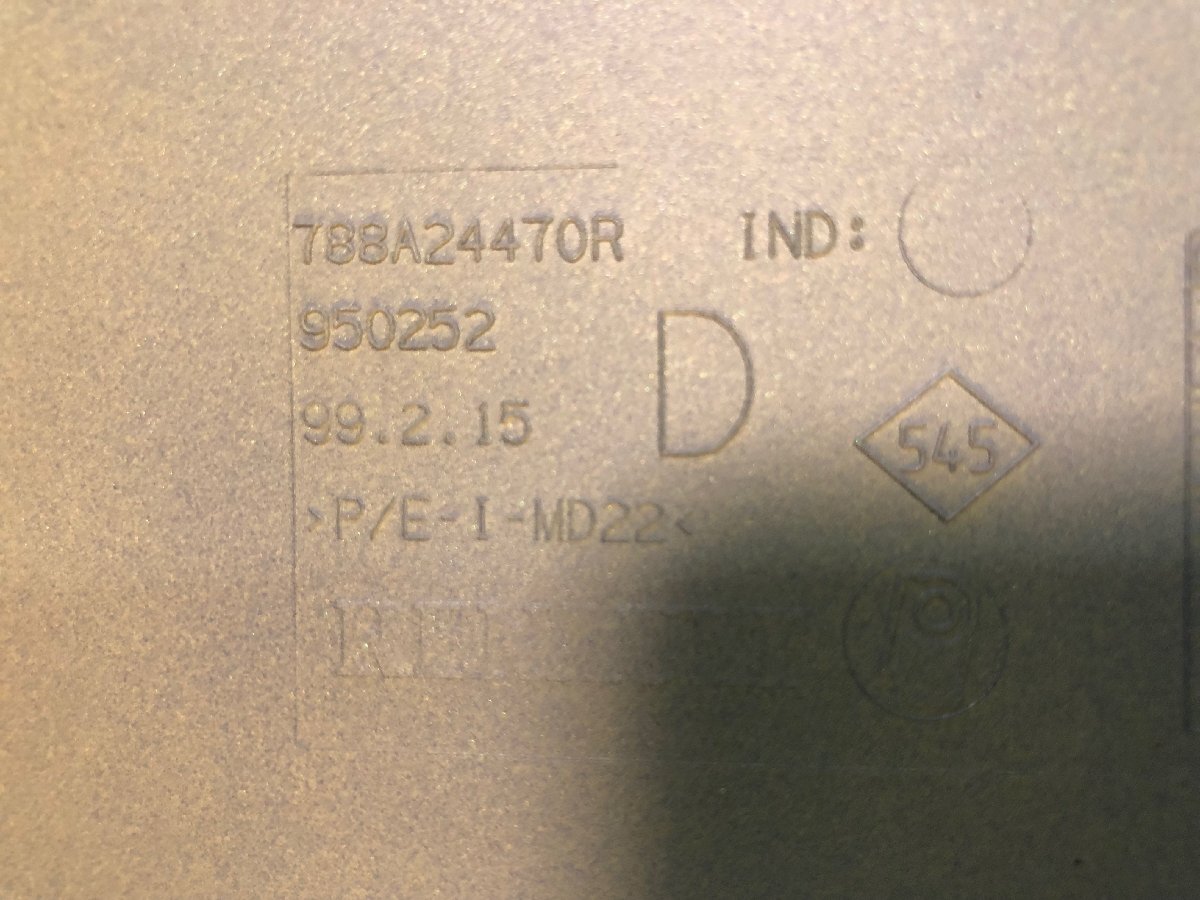 788A24470R IND:
950252
D
99.2.15
545
>P/E-I-MD22<